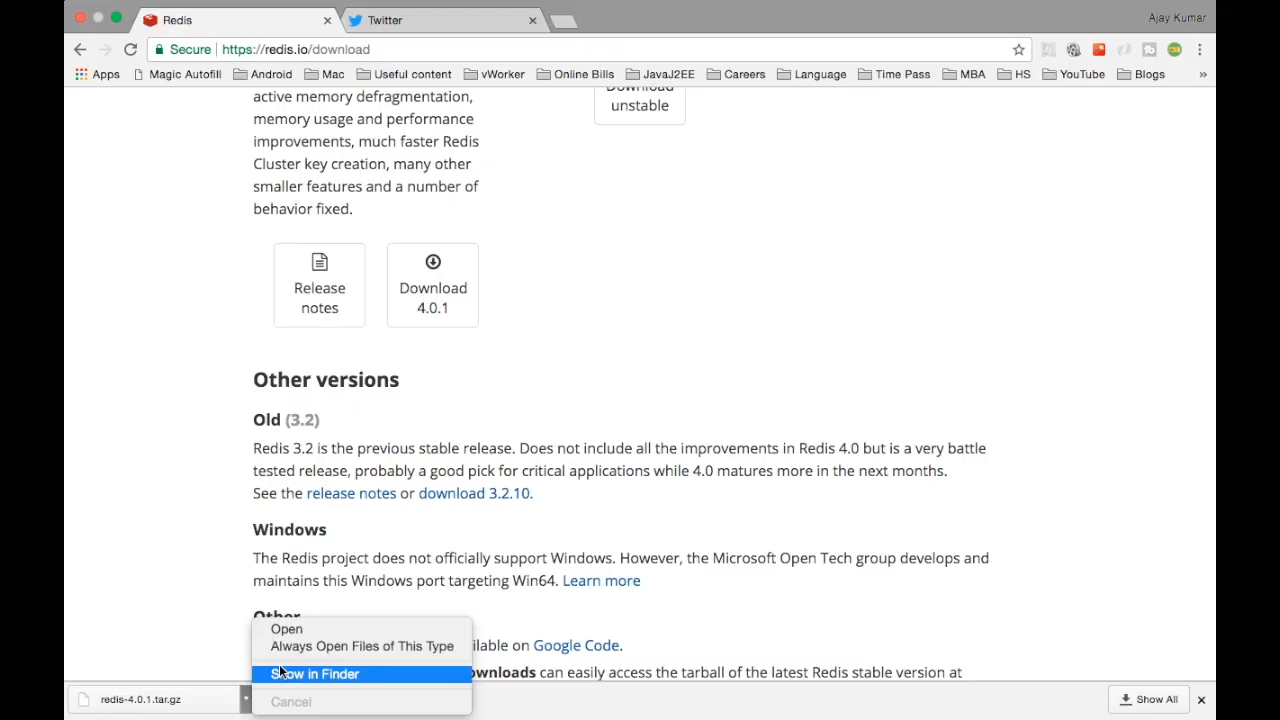 Redis
Twitter
Ajay Kumar
Secure
https://redis.io/download
Apps
Magic Autofill
Android
Mac
Useful content
vWorker
Online Bills
JavaJ2EE
Careers
Language
Time Pass
MBA
HS
YouTube
Blogs
»
active memory defragmentation,
memory usage and performance
improvements, much faster Redis
Cluster key creation, many other
smaller features and a number of
behavior fixed.
Download
unstable
Release
notes
Download
4.0.1
Other versions
Old (3.2)
Redis 3.2 is the previous stable release. Does not include all the improvements in Redis 4.0 but is a very battle
tested release, probably a good pick for critical applications while 4.0 matures more in the next months.
See the release notes or download 3.2.10.
Windows
The Redis project does not officially support Windows. However, the Microsoft Open Tech group develops and
maintains this Windows port targeting Win64. Learn more
Other
ilable on Google Code.
ownloads can easily access the tarball of the latest Redis stable version at
Open
Always Open Files of This Type
Show in Finder
Cancel
redis-4.0.1.tar.gz
Show All